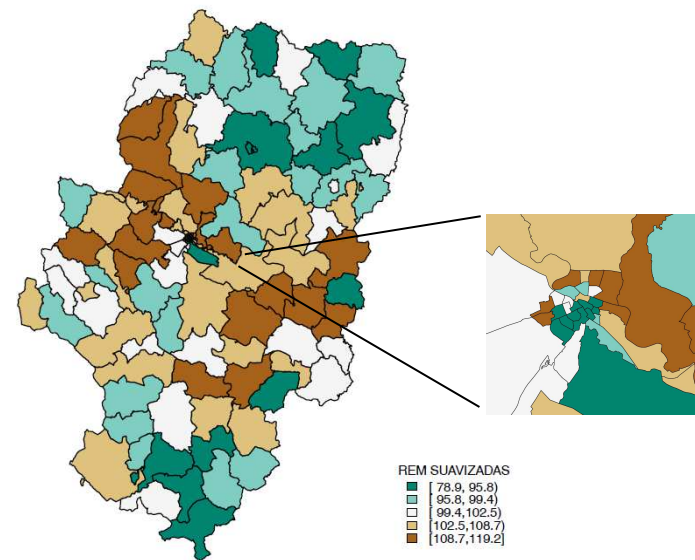 REM SUAVIZADAS
[ 78.9, 95.8)
[ 95.8, 99.4)
[ 99.4,102.5)
[102.5,108.7)
[108.7,119.2]